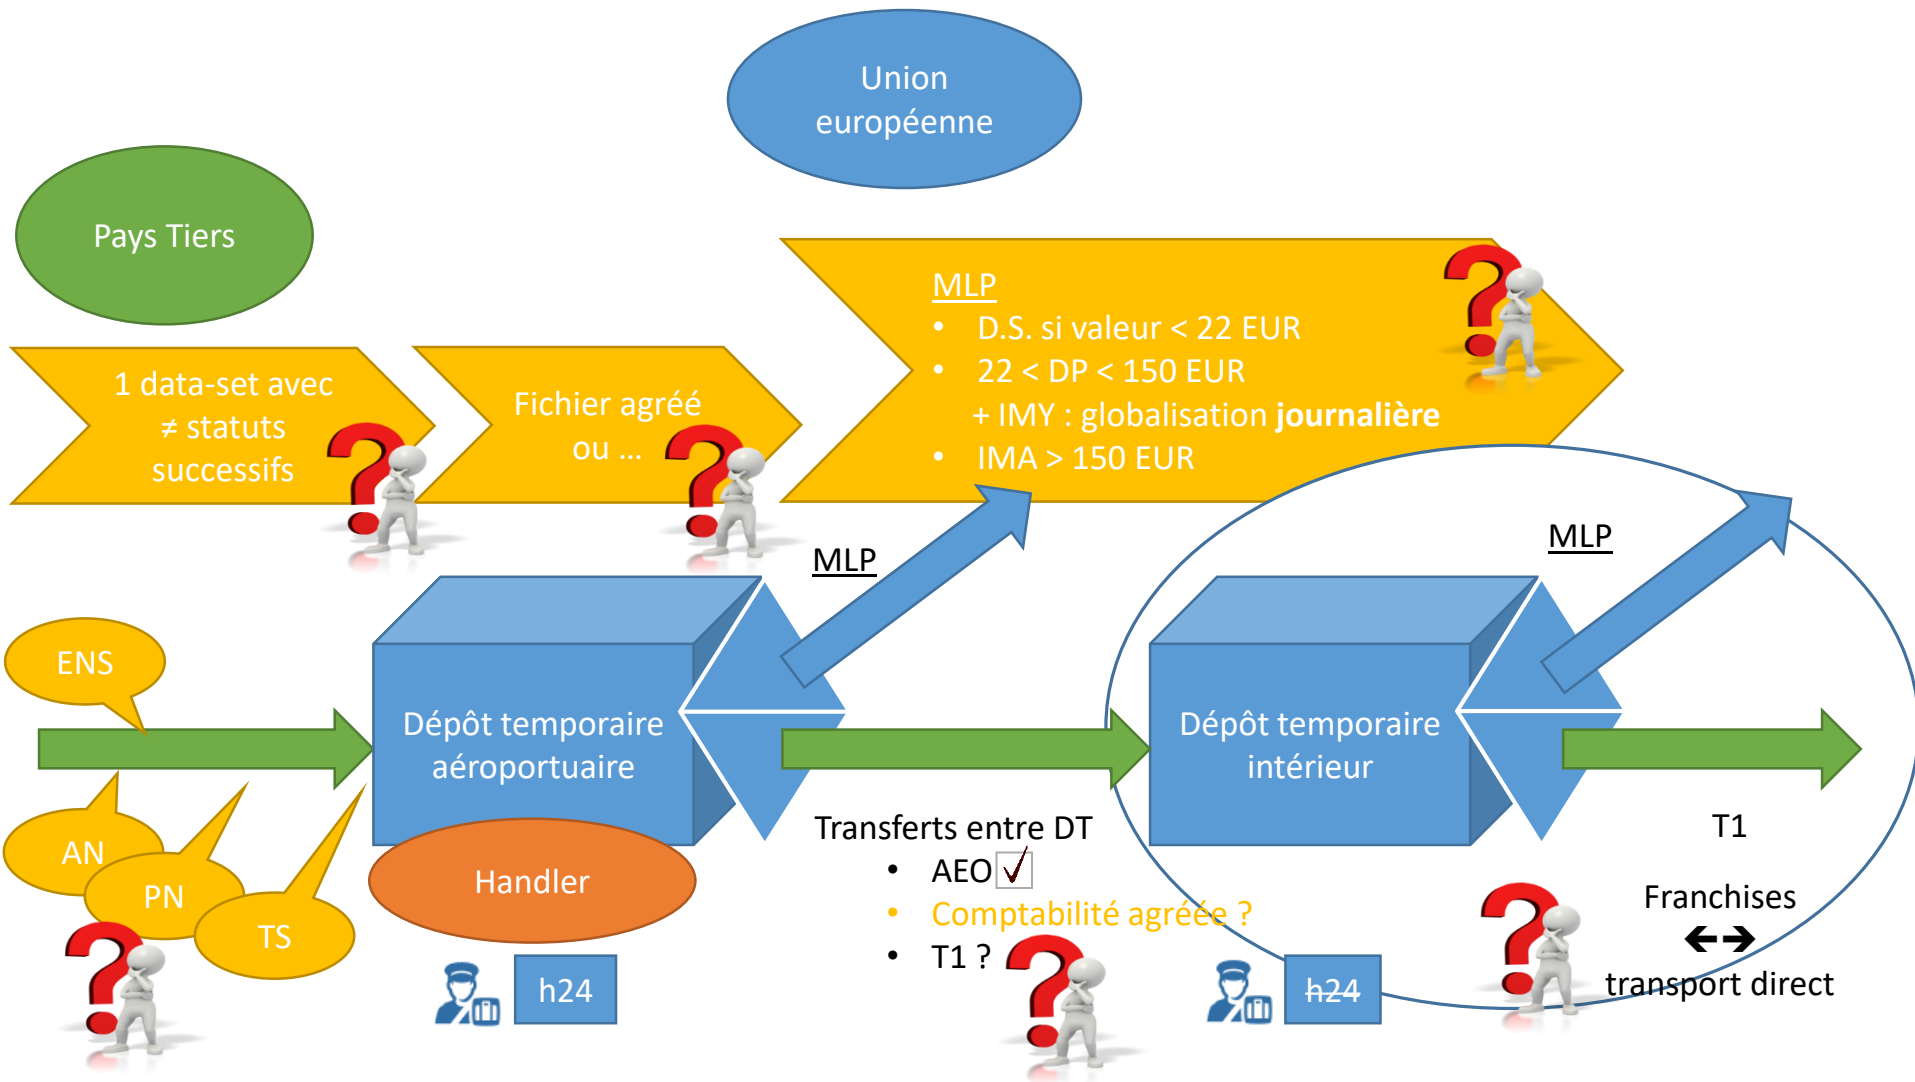 Union
européenne
Pays Tiers
MLP
• D.S. si valeur < 22 EUR
• 22 < DP < 150 EUR
+ IMY : globalisation journalière
• IMA > 150 EUR
1 data-set avec
≠ statuts
successifs
Fichier agréé
ou ...
MLP
MLP
ENS
Dépôt temporaire
aéroportuaire
Dépôt temporaire
intérieur
AN
PN
TS
Handler
Transferts entre DT
• AEO
• Comptabilité agréée ?
• T1 ?
T1
Franchises
🡨🡪
transport direct
h24
h24